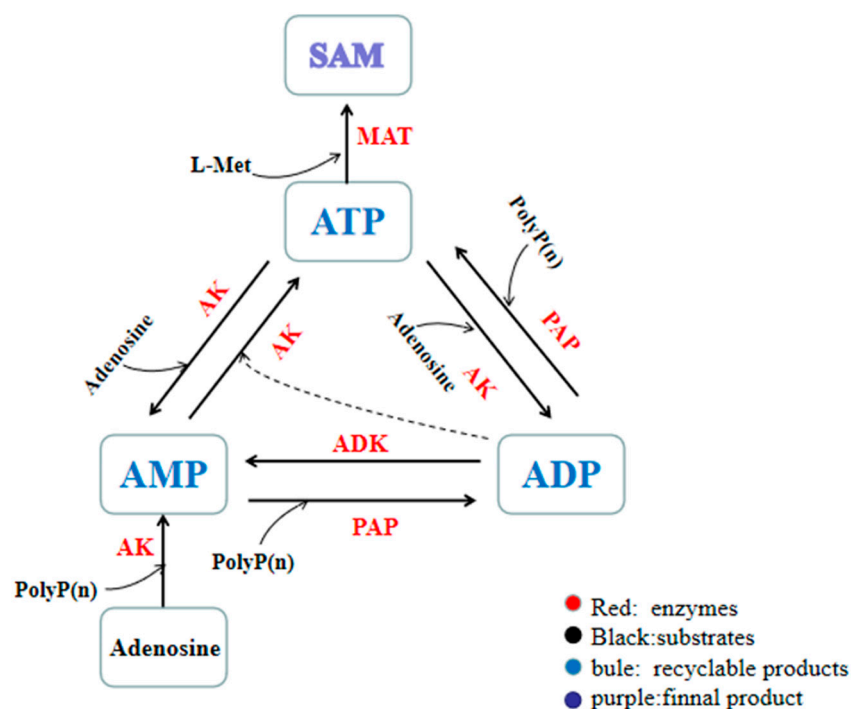 SAM
MAT
L-Met
ATP
PolyP(n)
AK
Adenosine
AK
Adenosine
AK
PAP
ADK
AMP
ADP
PAP
AK
PolyP(n)
PolyP(n)
Adenosine
Red: enzymes
Black:substrates
bule: recyclable products
purple:finnal product